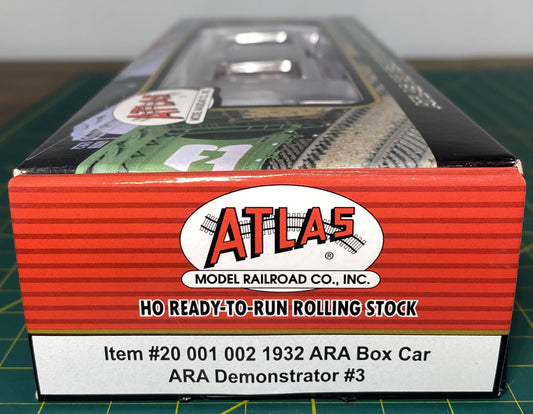 ATLAS
ATLAS
®
MODEL RAILROAD CO., INC.
HO READY-TO-RUN ROLLING STOCK
Item #20 001 002 1932 ARA Box Car
ARA Demonstrator #3